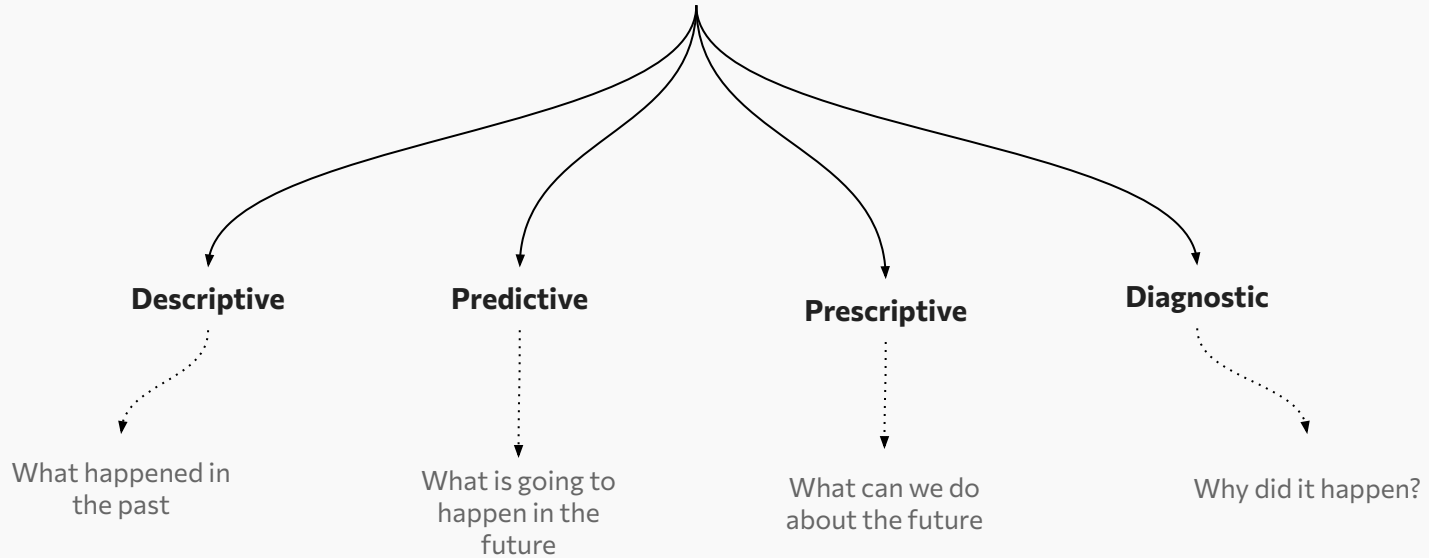 Descriptive
Predictive
Prescriptive
Diagnostic
What happened in
the past
What is going to
happen in the
future
What can we do
about the future
Why did it happen?